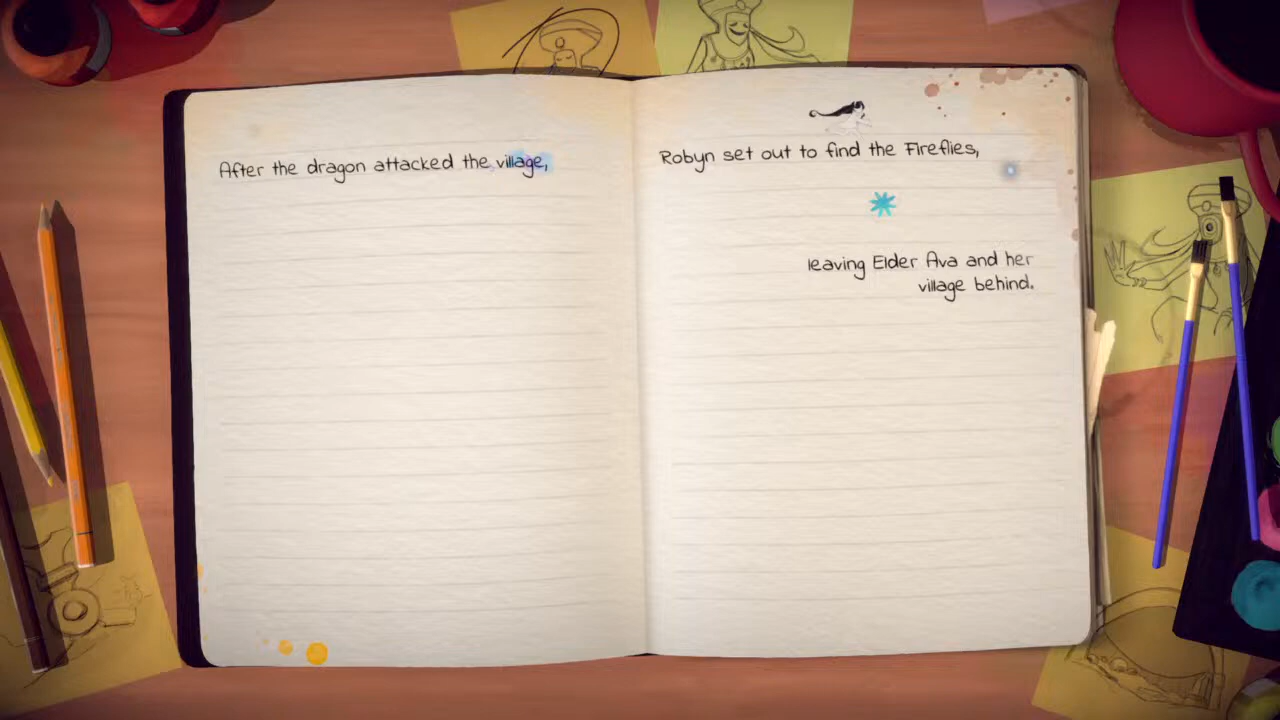 After the dragon attacked the village,
Robyn set out to find the Fireflies,
leaving Elder Ava and her
village behind.